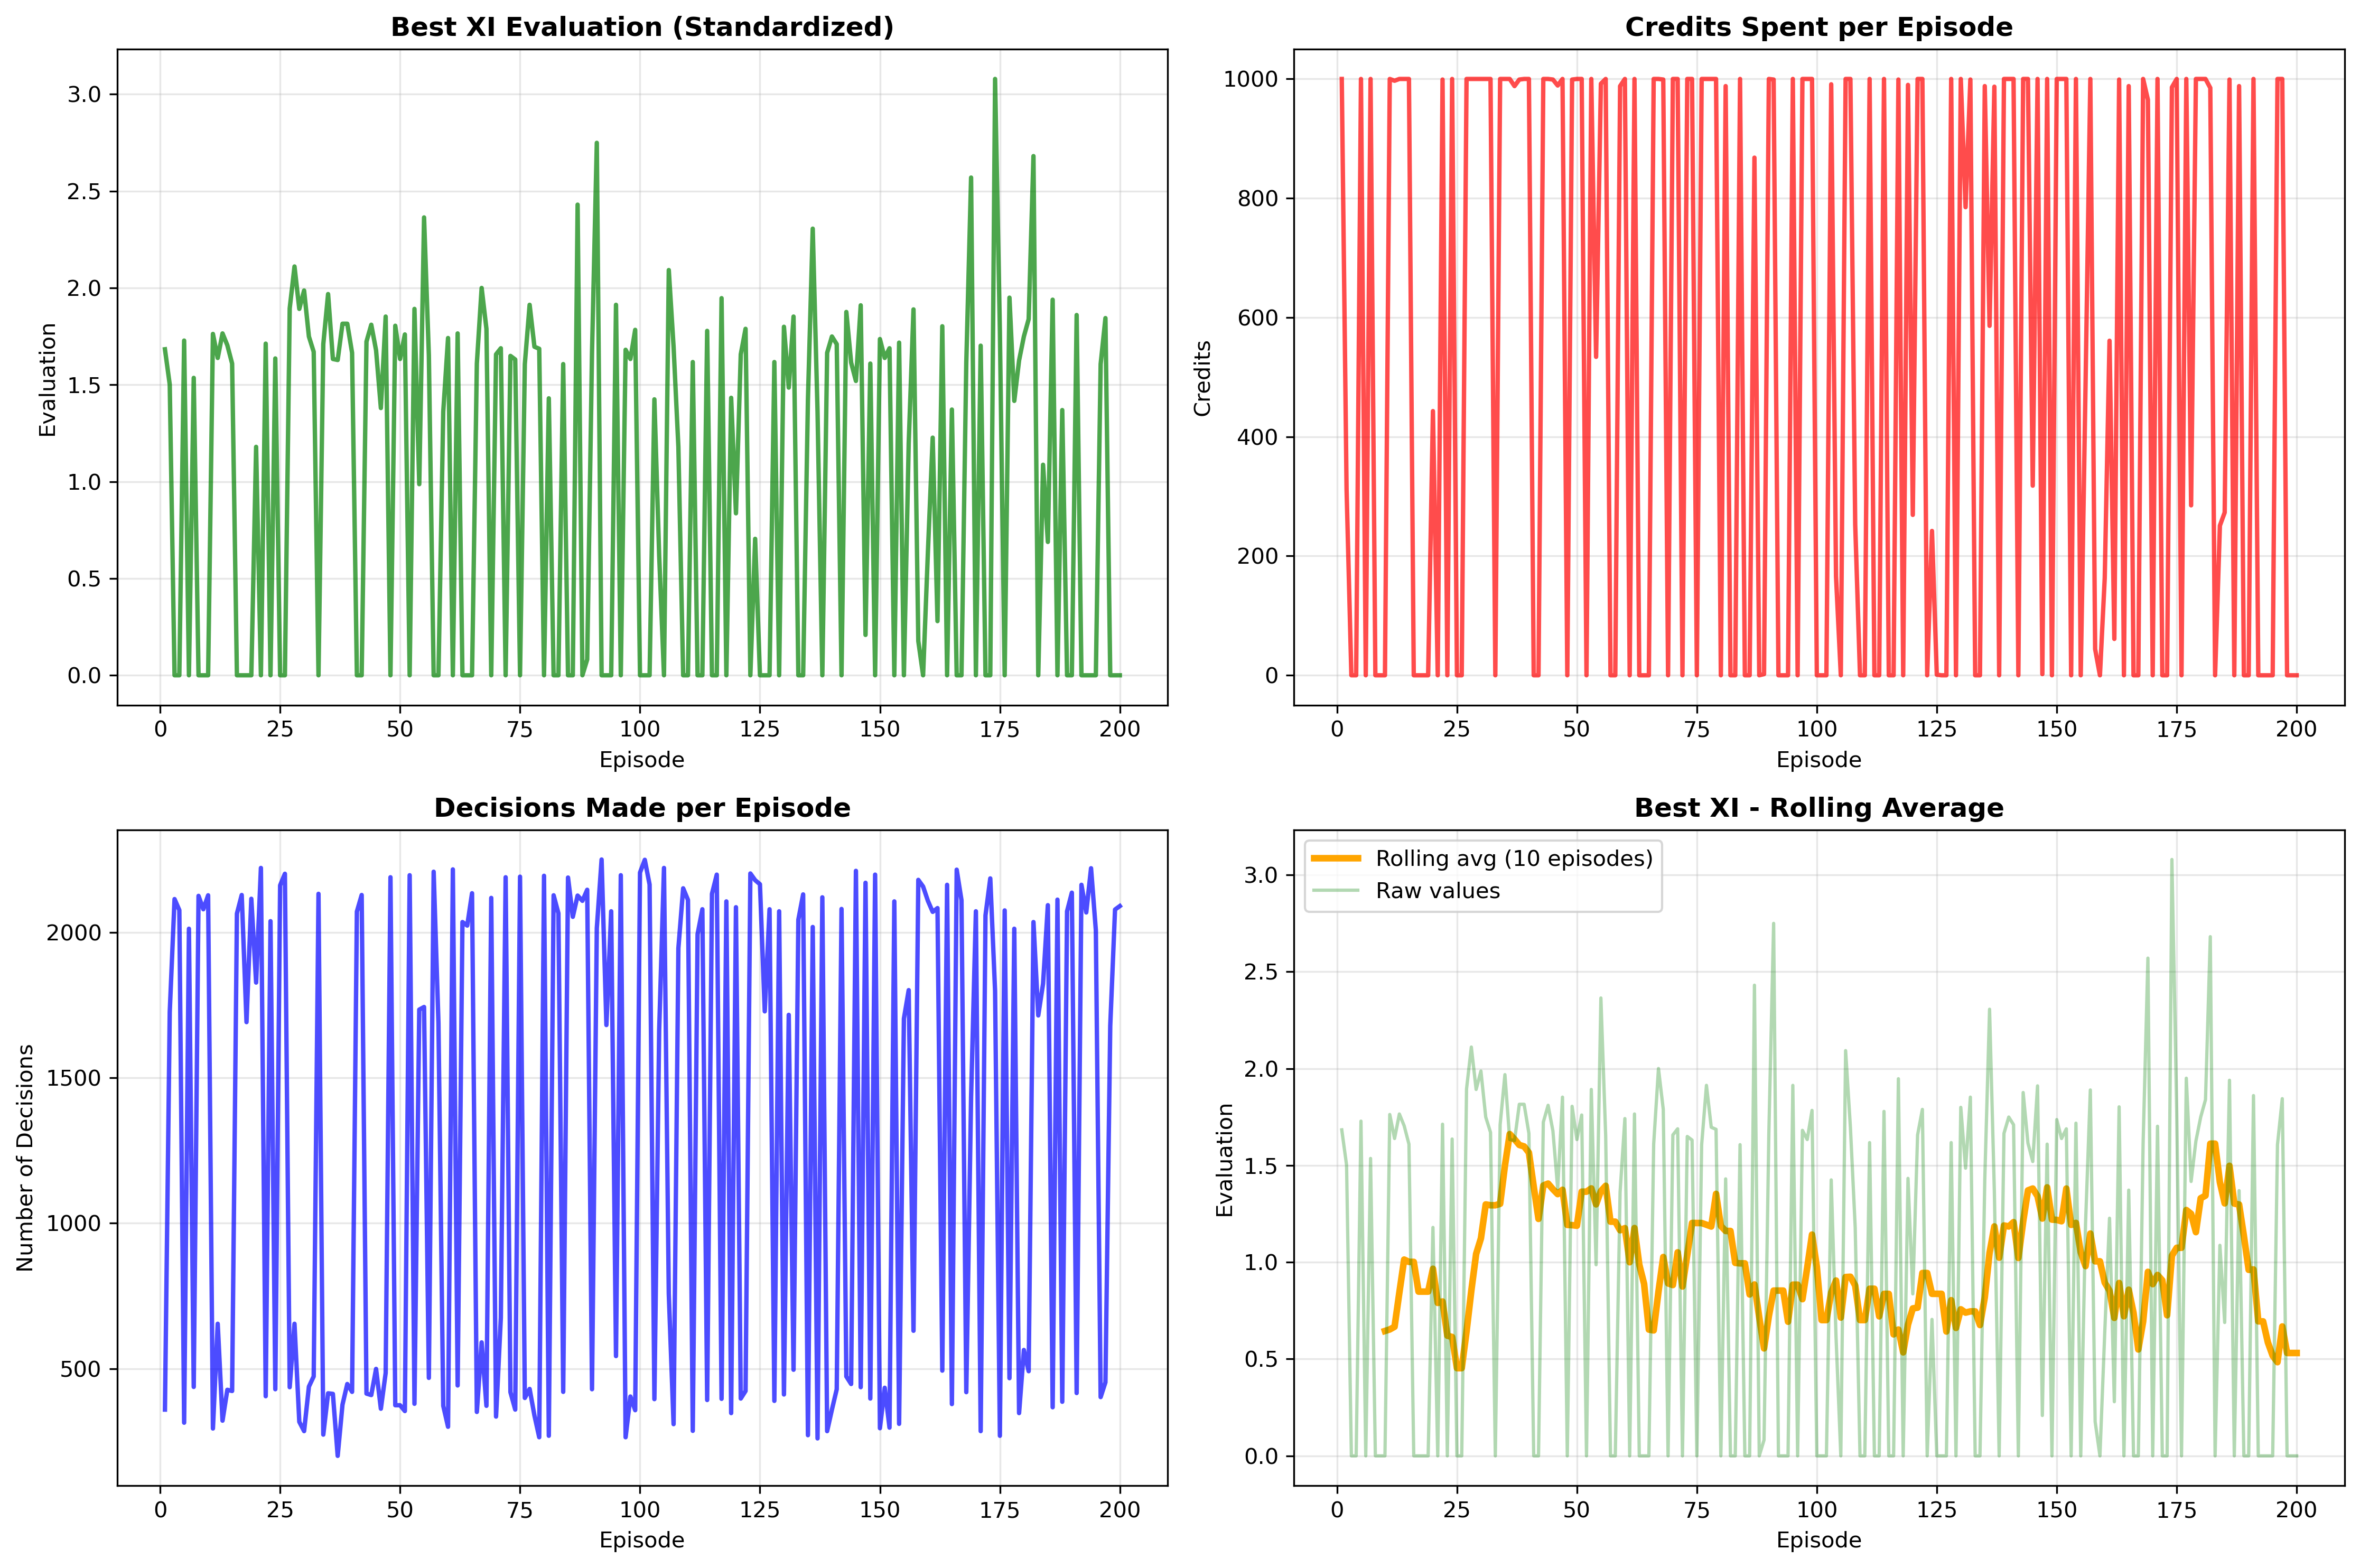 Best XI Evaluation (Standardized)
Evaluation
3.0
2.5
2.0
1.5
1.0
0.5
0.0
0 25 50 75 100 125 150 175 200
Episode
Credits Spent per Episode
Credits
1000
800
600
400
200
0
0 25 50 75 100 125 150 175 200
Episode
Decisions Made per Episode
Number of Decisions
2000
1500
1000
500
0 25 50 75 100 125 150 175 200
Episode
Best XI - Rolling Average
Rolling avg (10 episodes)
Raw values
Evaluation
3.0
2.5
2.0
1.5
1.0
0.5
0.0
0 25 50 75 100 125 150 175 200
Episode